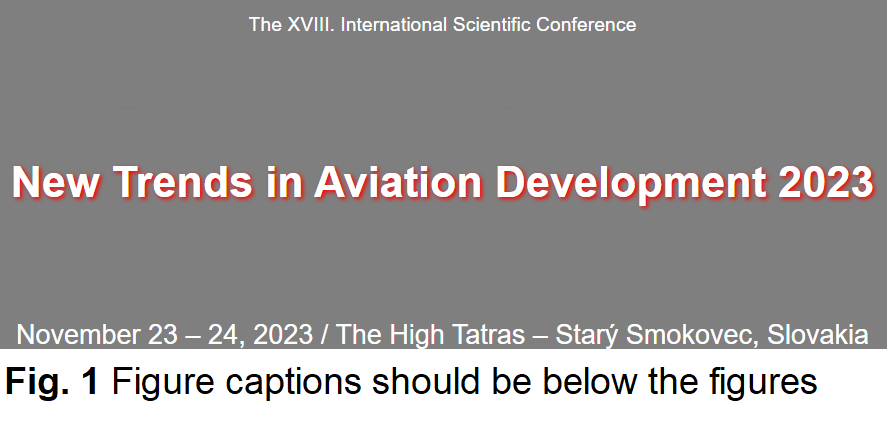 The XVIII. International Scientific Conference
New Trends in Aviation Development 2023
November 23 – 24, 2023 / The High Tatras – Starý Smokovec, Slovakia
Fig. 1 Figure captions should be below the figures